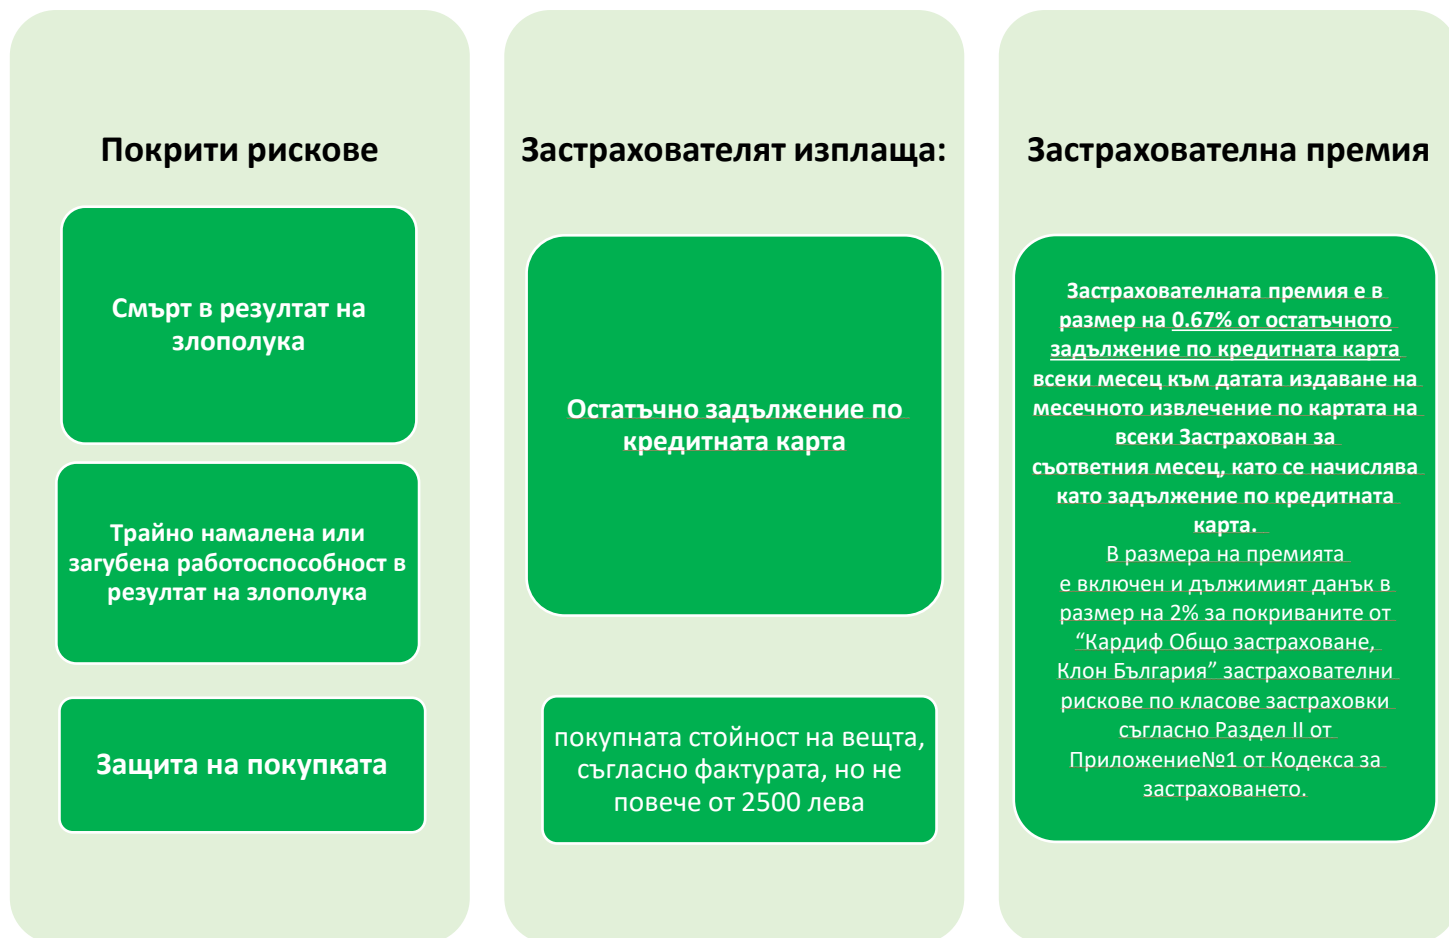 Покрити рискове
Смърт в резултат на
злополука
Трайно намалена или
загубена работоспособност в
резултат на злополука
Защита на покупката
Застрахователят изплаща:
Остатъчно задължение по
кредитната карта
покупната стойност на вещта,
съгласно фактурата, но не
повече от 2500 лева
Застрахователна премия
Застрахователната премия е в
размер на 0.67% от остатъчното
задължение по кредитната карта
всеки месец към датата издаване на
месечното извлечение по картата на
всеки Застрахован за
съответния месец, като се начислява
като задължение по кредитната
карта.
В размера на премията
е включен и дължимият данък в
размер на 2% за покриваните от
“Кардиф Общо застраховане,
Клон България” застрахователни
рискове по класове застраховки
съгласно Раздел II от
Приложение№1 от Кодекса за
застраховането.